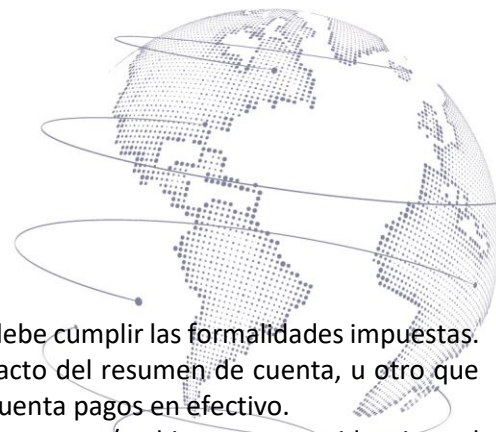 debe cumplir las formalidades impuestas.
acto del resumen de cuenta, u otro que
cuenta pagos en efectivo.